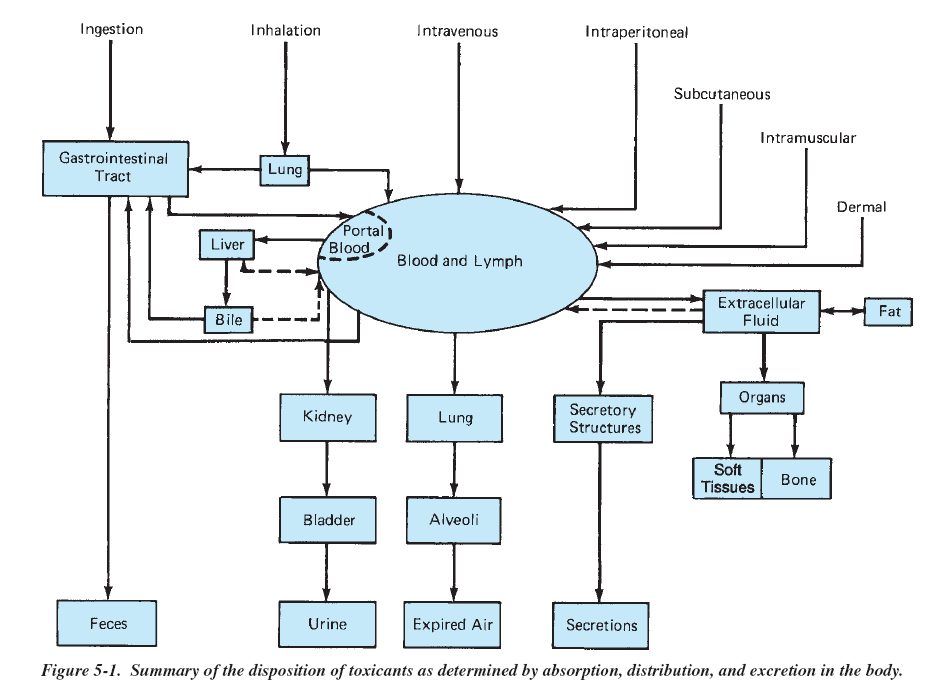 Ingestion
Inhalation
Intravenous
Intraperitoneal
Subcutaneous
Intramuscular
Dermal
Gastrointestinal
Tract
Lung
Portal
Blood
Liver
Blood and Lymph
Bile
Extracellular
Fluid
Fat
Kidney
Lung
Secretory
Structures
Organs
Soft
Tissues
Bone
Bladder
Alveoli
Feces
Urine
Expired Air
Secretions
Figure 5-1. Summary of the disposition of toxicants as determined by absorption, distribution, and excretion in the body.